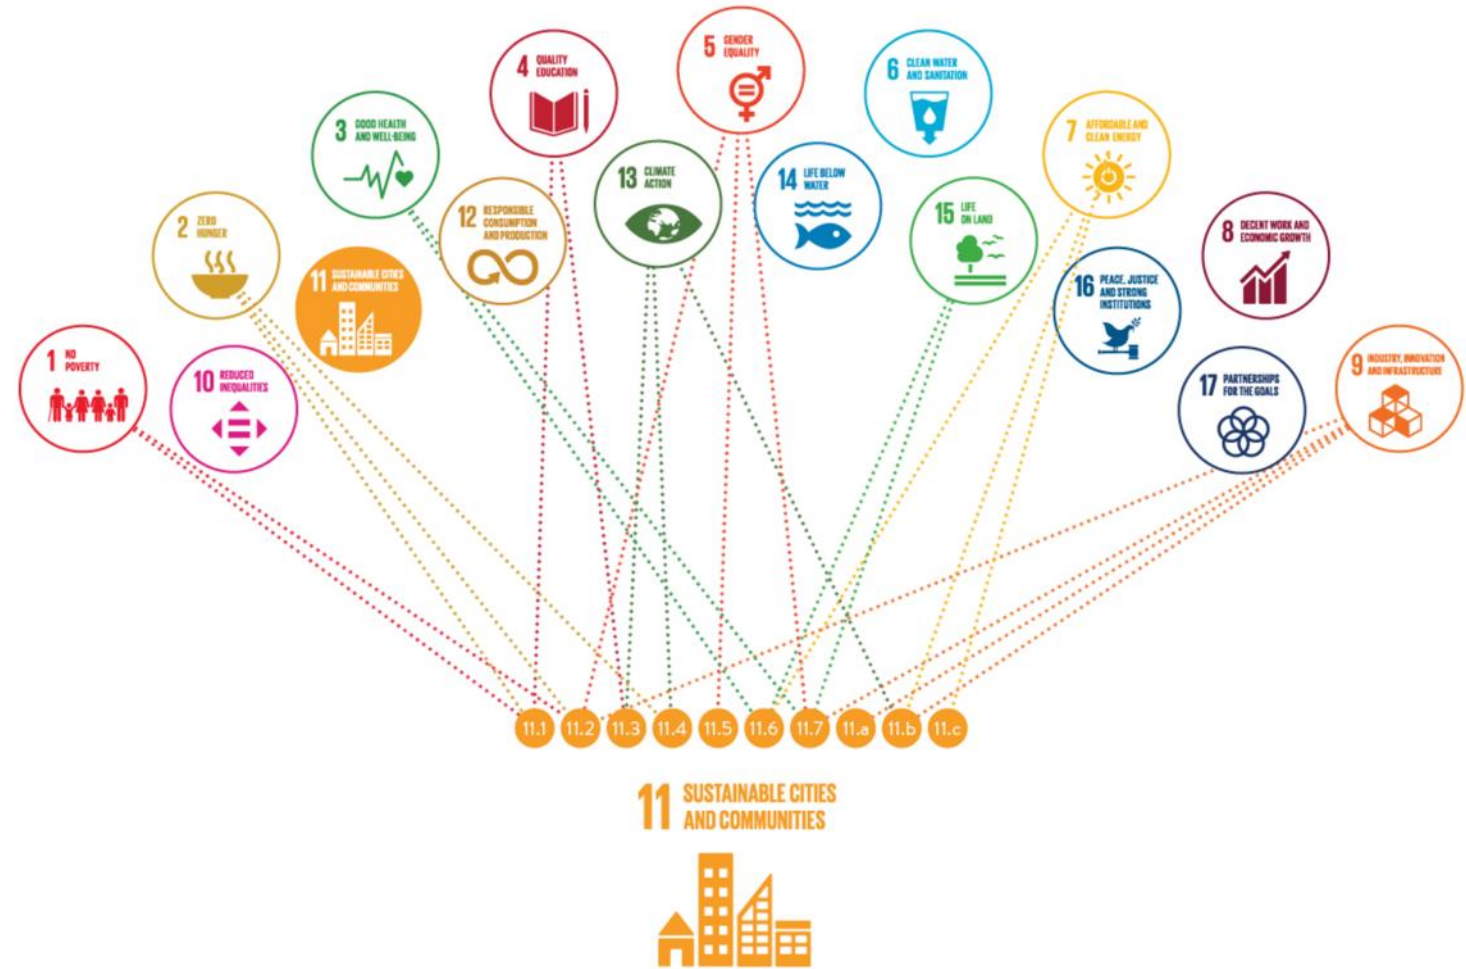 1 NO
POVERTY
2 ZERO
HUNGER
3 GOOD HEALTH
AND WELL-BEING
4 QUALITY
EDUCATION
5 GENDER
EQUALITY
6 CLEAN WATER
AND SANITATION
7 AFFORDABLE AND
CLEAN ENERGY
8 DECENT WORK AND
ECONOMIC GROWTH
9 INDUSTRY, INNOVATION
AND INFRASTRUCTURE
10 REDUCED
INEQUALITIES
11 SUSTAINABLE CITIES
AND COMMUNITIES
12 RESPONSIBLE
CONSUMPTION
AND PRODUCTION
13 CLIMATE
ACTION
14 LIFE BELOW
WATER
15 LIFE
ON LAND
16 PEACE, JUSTICE
AND STRONG
INSTITUTIONS
17 PARTNERSHIPS
FOR THE GOALS
11.1 11.2 11.3 11.4 11.5 11.6 11.7 11.a 11.b 11.c
11 SUSTAINABLE CITIES
AND COMMUNITIES